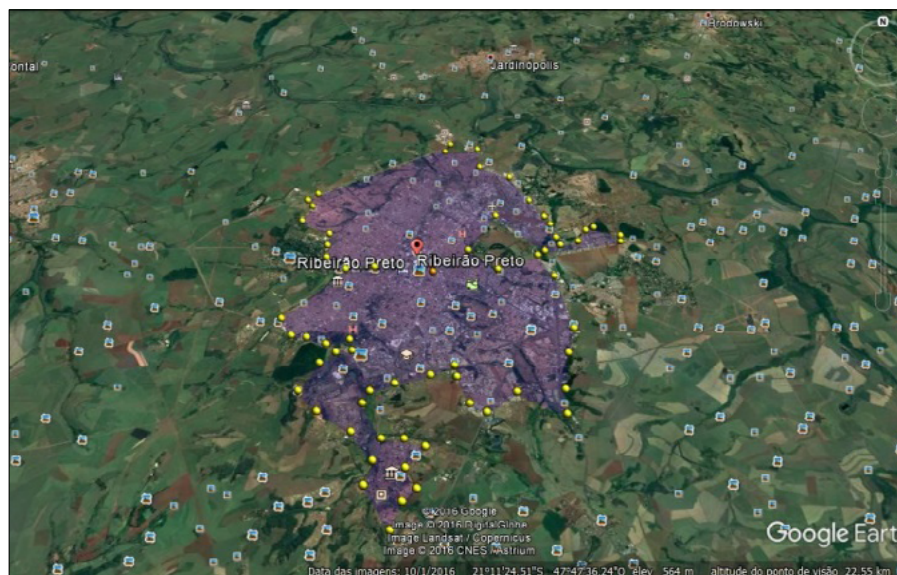 Brodowski
ontal
Jardinopolis
N
H
Ribeirão Preto
Ribeirão Preto
H
© 2016 Google
Image © 2016 DigitalGlobe
Image Landsat / Copernicus
Image © 2016 CNES / Astrium
Google Eart
Data das imagens: 10/1/2016 21°11'24.51"S 47°47'36.24"O elev 564 m altitude do ponto de visão 22.55 km